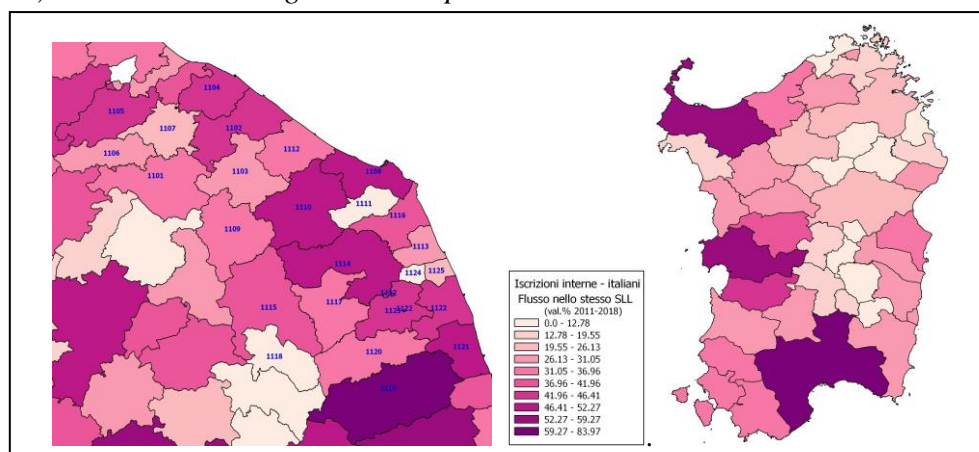 1104
1105
1107
1102
1106
1112
1103
1101
1108
1111
1110
1116
1109
1113
1114
1124 1125
1117
1115
1122 1122
1120
1121
1118
1119
Iscrizioni interne - italiani
Flusso nello stesso SLL
(val.% 2011-2018)
0.0 - 12.78
12.78 - 19.55
19.55 - 26.13
26.13 - 31.05
31.05 - 36.96
36.96 - 41.96
41.96 - 46.41
46.41 - 52.27
52.27 - 59.27
59.27 - 83.97